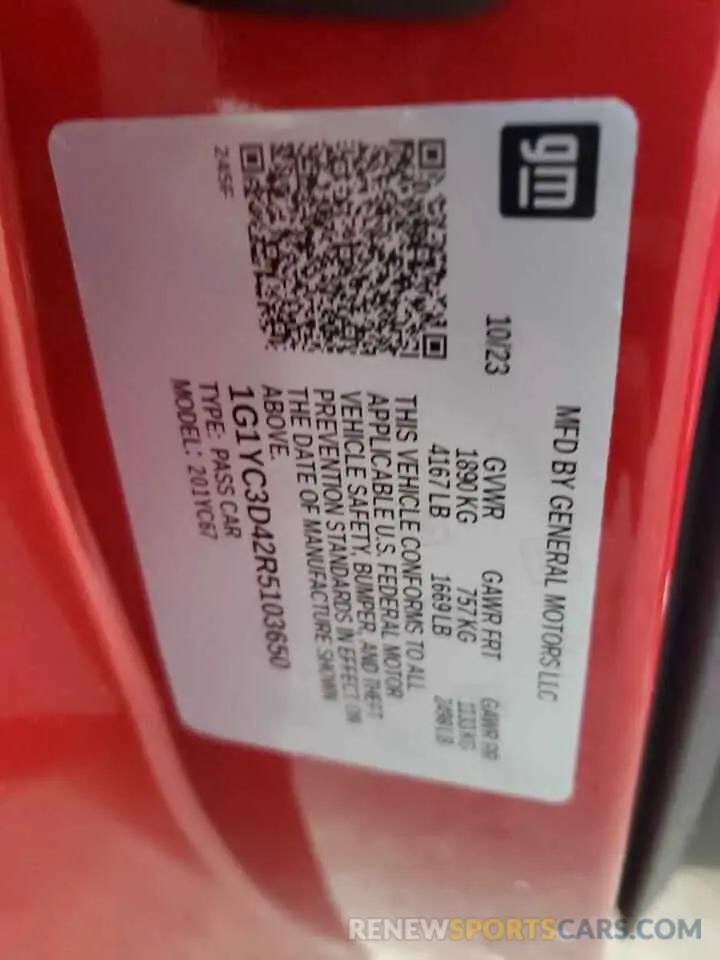 gm
MFD BY GENERAL MOTORS LLC
10/23
GVWR GAWR FRT GAWR RR
1890 KG 757 KG 1133 KG
4167 LB 1669 LB 2498 LB
THIS VEHICLE CONFORMS TO ALL
APPLICABLE U.S. FEDERAL MOTOR
VEHICLE SAFETY, BUMPER, AND THEFT
PREVENTION STANDARDS IN EFFECT ON
THE DATE OF MANUFACTURE SHOWN
ABOVE.
1G1YC3D42R5103650
TYPE: PASS CAR
MODEL: 201YC67
245F
RENEWSPORTSCARS.COM